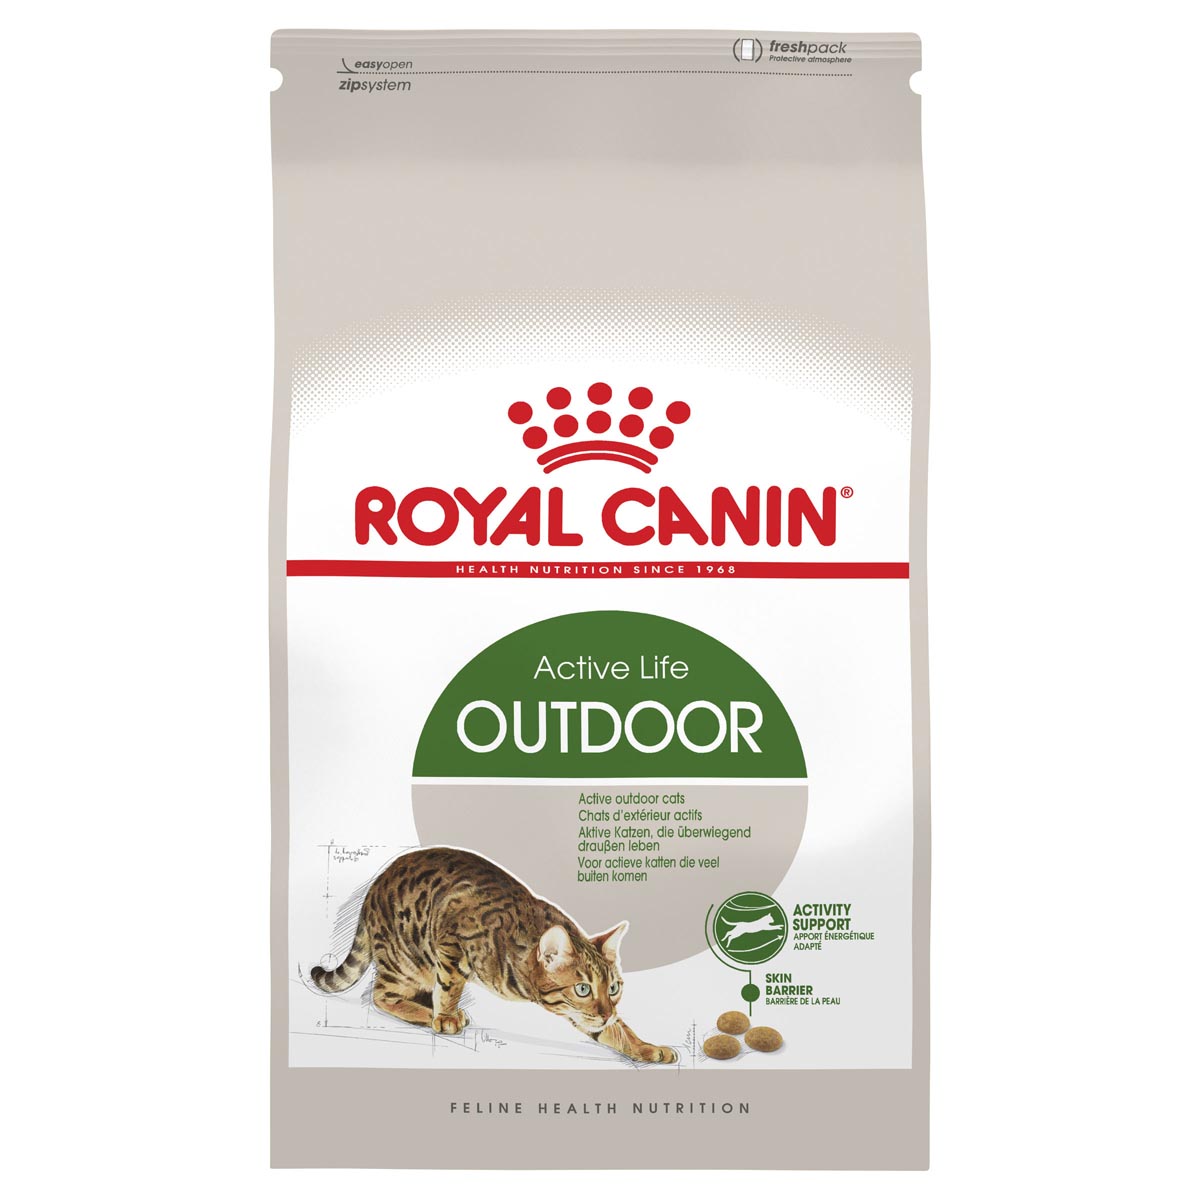 easyopen
zipsystem
freshpack
Protective atmosphere
ROYAL CANIN®
HEALTH NUTRITION SINCE 1968
Active Life
OUTDOOR
Active outdoor cats
Chats d'extérieur actifs
Aktive Katzen, die überwiegend
draußen leben
Voor actieve katten die veel
buiten komen
ACTIVITY
SUPPORT
APPORT ÉNERGÉTIQUE
ADAPTÉ
SKIN
BARRIER
BARRIÈRE DE LA PEAU
FELINE HEALTH NUTRITION